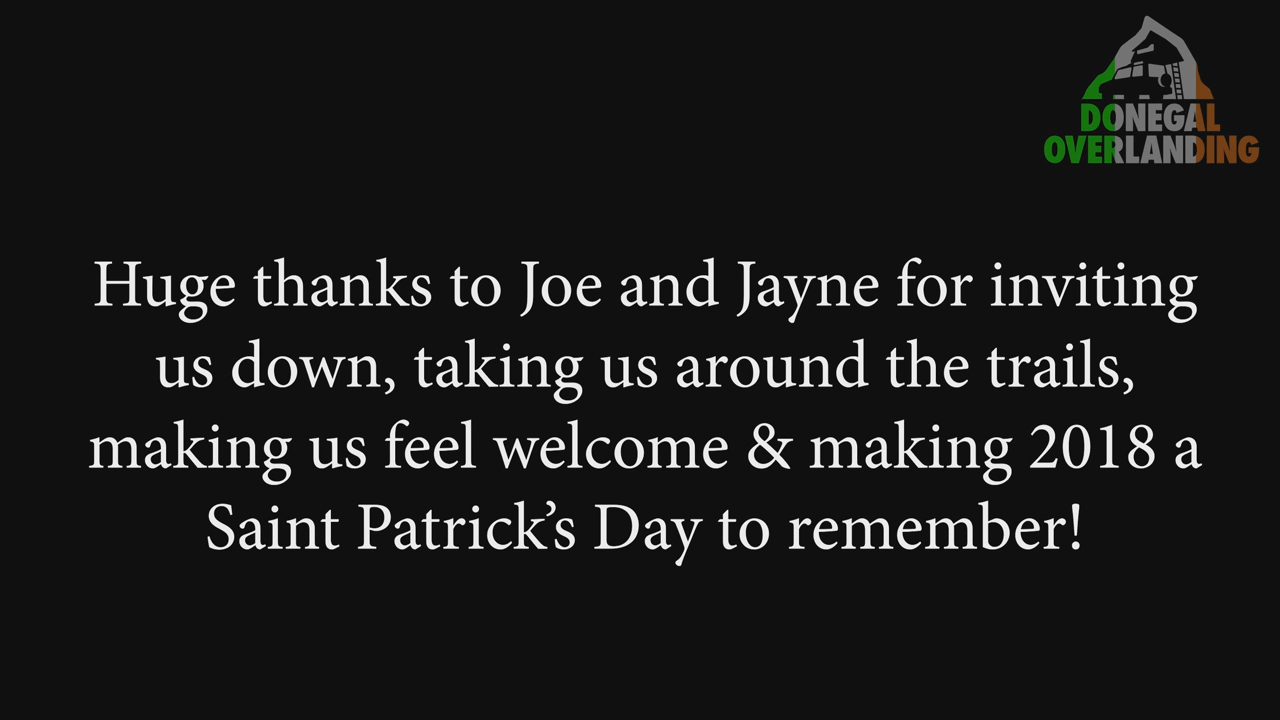 DONEGAL
OVERLANDING
Huge thanks to Joe and Jayne for inviting
us down, taking us around the trails,
making us feel welcome & making 2018 a
Saint Patrick’s Day to remember!